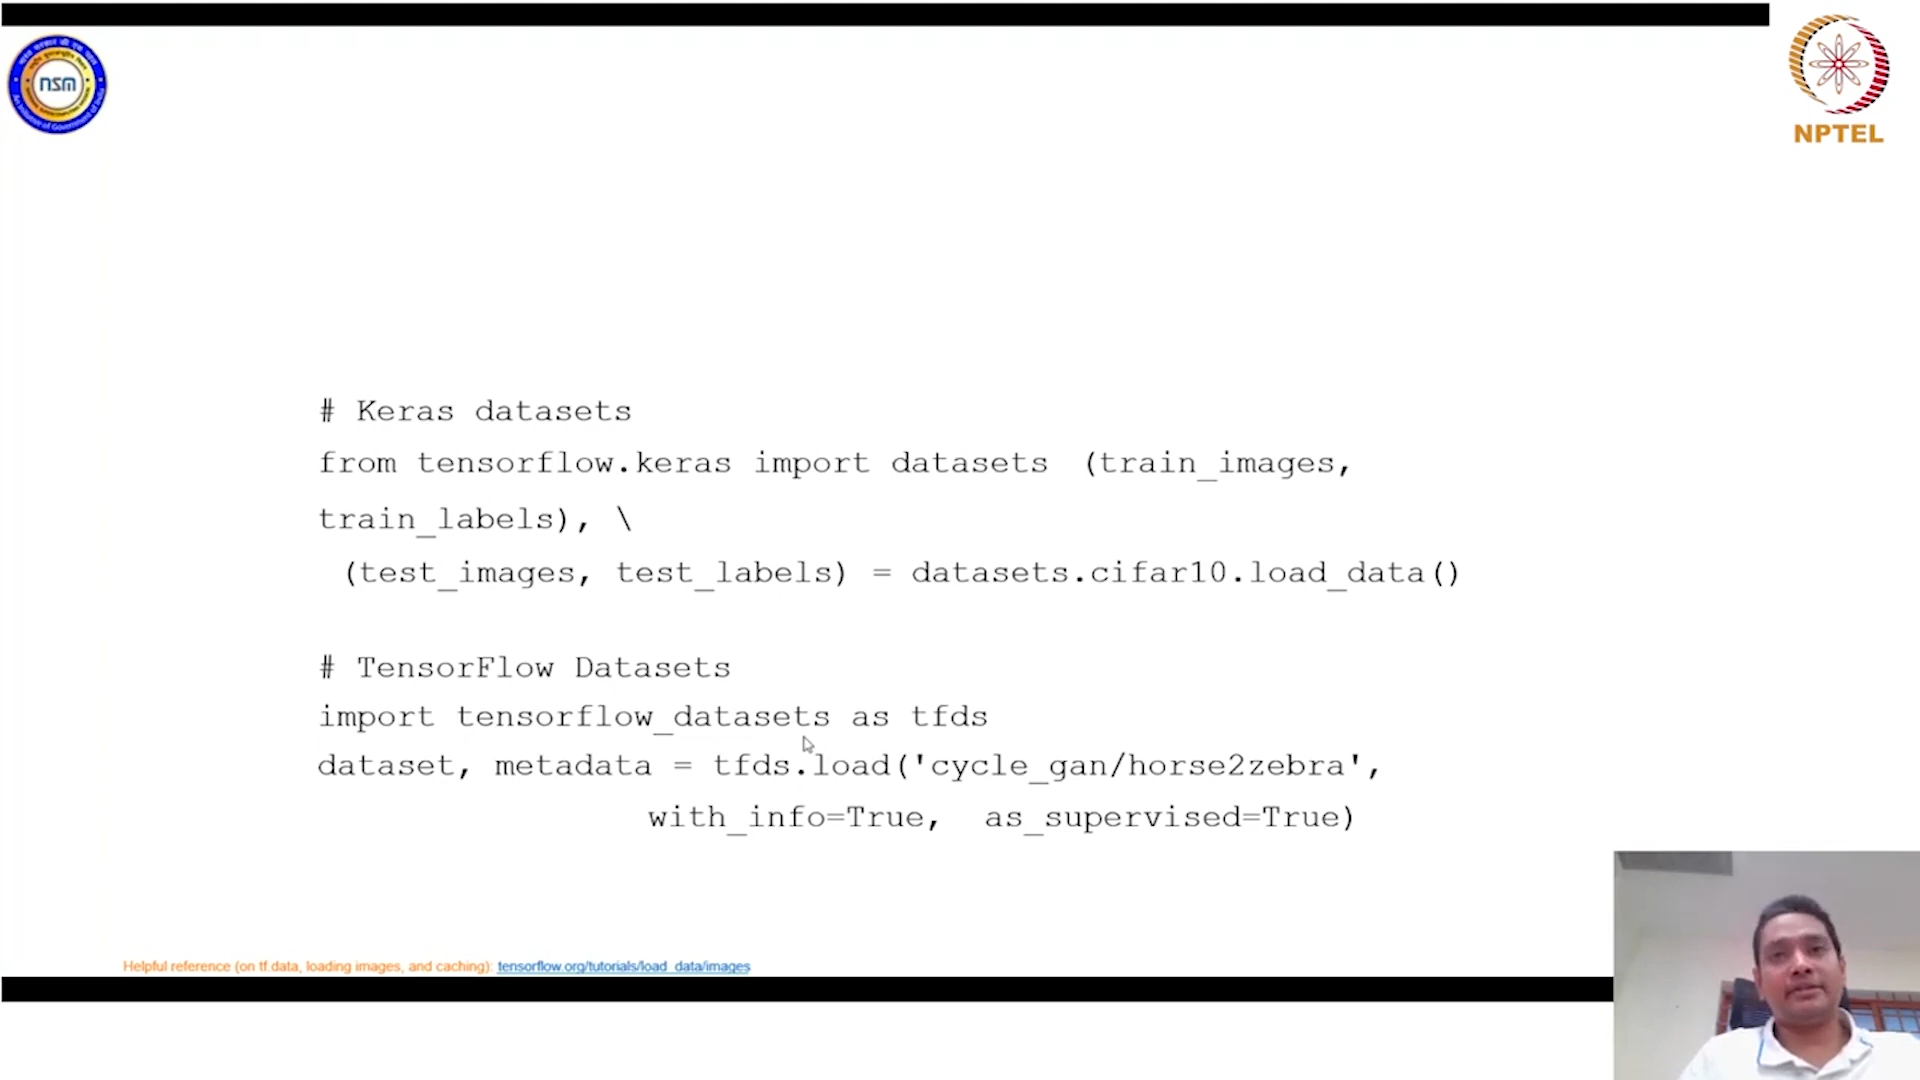 nsm
NPTEL
# Keras datasets
from tensorflow.keras import datasets (train_images,
train_labels), \
(test_images, test_labels) = datasets.cifar10.load_data()
# TensorFlow Datasets
import tensorflow_datasets as tfds
dataset, metadata = tfds.load('cycle_gan/horse2zebra',
with_info=True, as_supervised=True)
Helpful reference (on tf.data, loading images, and caching): tensorflow.org/tutorials/load_data/images